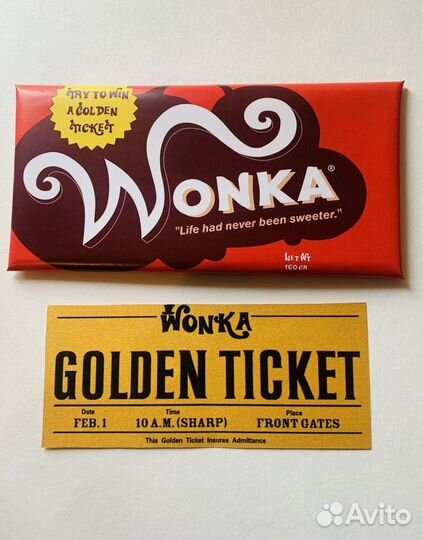 TRY TO WIN
A GOLDEN
TICKET
WONKA®
"Life had never been sweeter."
NET WT
160 GR
WONKA
GOLDEN TICKET
Date Time Place
FEB. 1 10 A.M. (SHARP) FRONT GATES
This Golden Ticket Insures Admittance
Avito